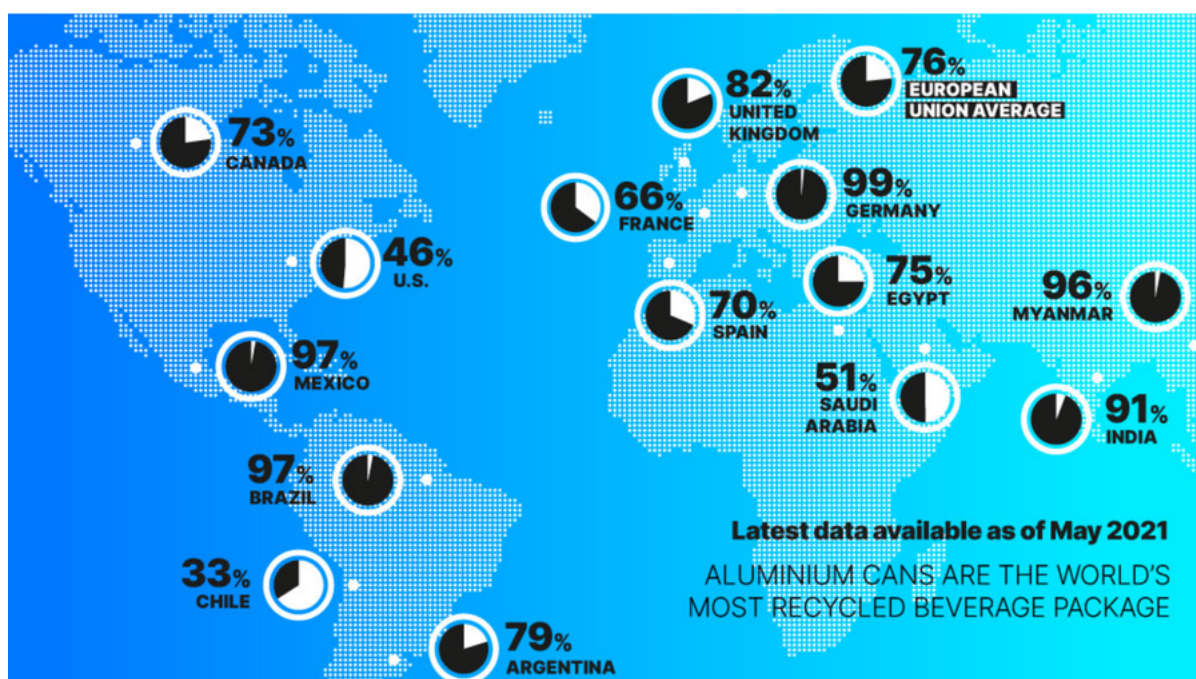 73%
CANADA
46%
U.S.
97%
MEXICO
97%
BRAZIL
33%
CHILE
79%
ARGENTINA
82%
UNITED
KINGDOM
76%
EUROPEAN
UNION AVERAGE
66%
FRANCE
99%
GERMANY
70%
SPAIN
75%
EGYPT
51%
SAUDI
ARABIA
96%
MYANMAR
91%
INDIA
Latest data available as of May 2021
ALUMINIUM CANS ARE THE WORLD'S
MOST RECYCLED BEVERAGE PACKAGE